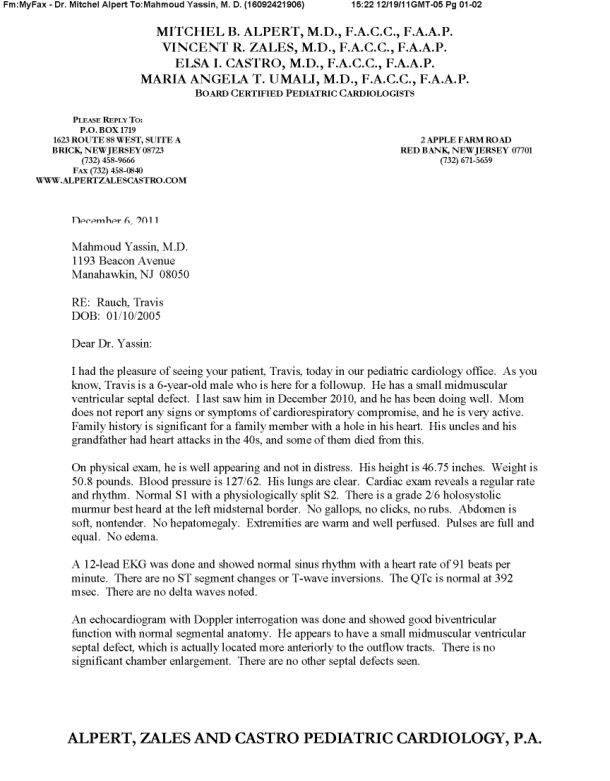 Fm:MyFax - Dr. Mitchel Alpert To:Mahmoud Yassin, M. D. (16092421906) 15:22 12/19/11GMT-05 Pg 01-02
MITCHEL B. ALPERT, M.D., F.A.C.C., F.A.A.P.
VINCENT R. ZALES, M.D., F.A.C.C., F.A.A.P.
ELSA I. CASTRO, M.D., F.A.C.C., F.A.A.P.
MARIA ANGELA T. UMALI, M.D., F.A.C.C., F.A.A.P.
BOARD CERTIFIED PEDIATRIC CARDIOLOGISTS
PLEASE REPLY TO:
P.O. BOX 1719
1623 ROUTE 88 WEST, SUITE A
BRICK, NEW JERSEY 08723
(732) 458-9666
FAX (732) 458-0840
WWW.ALPERTZALESCASTRO.COM
2 APPLE FARM ROAD
RED BANK, NEW JERSEY 07701
(732) 671-5659
December 6, 2011
Mahmoud Yassin, M.D.
1193 Beacon Avenue
Manahawkin, NJ 08050
RE: Rauch, Travis
DOB: 01/10/2005
Dear Dr. Yassin:
I had the pleasure of seeing your patient, Travis, today in our pediatric cardiology office. As you
know, Travis is a 6-year-old male who is here for a followup. He has a small midmuscular
ventricular septal defect. I last saw him in December 2010, and he has been doing well. Mom
does not report any signs or symptoms of cardiorespiratory compromise, and he is very active.
Family history is significant for a family member with a hole in his heart. His uncles and his
grandfather had heart attacks in the 40s, and some of them died from this.
On physical exam, he is well appearing and not in distress. His height is 46.75 inches. Weight is
50.8 pounds. Blood pressure is 127/62. His lungs are clear. Cardiac exam reveals a regular rate
and rhythm. Normal S1 with a physiologically split S2. There is a grade 2/6 holosystolic
murmur best heard at the left midsternal border. No gallops, no clicks, no rubs. Abdomen is
soft, nontender. No hepatomegaly. Extremities are warm and well perfused. Pulses are full and
equal. No edema.
A 12-lead EKG was done and showed normal sinus rhythm with a heart rate of 91 beats per
minute. There are no ST segment changes or T-wave inversions. The QTc is normal at 392
msec. There are no delta waves noted.
An echocardiogram with Doppler interrogation was done and showed good biventricular
function with normal segmental anatomy. He appears to have a small midmuscular ventricular
septal defect, which is actually located more anteriorly to the outflow tracts. There is no
significant chamber enlargement. There are no other septal defects seen.
ALPERT, ZALES AND CASTRO PEDIATRIC CARDIOLOGY, P.A.